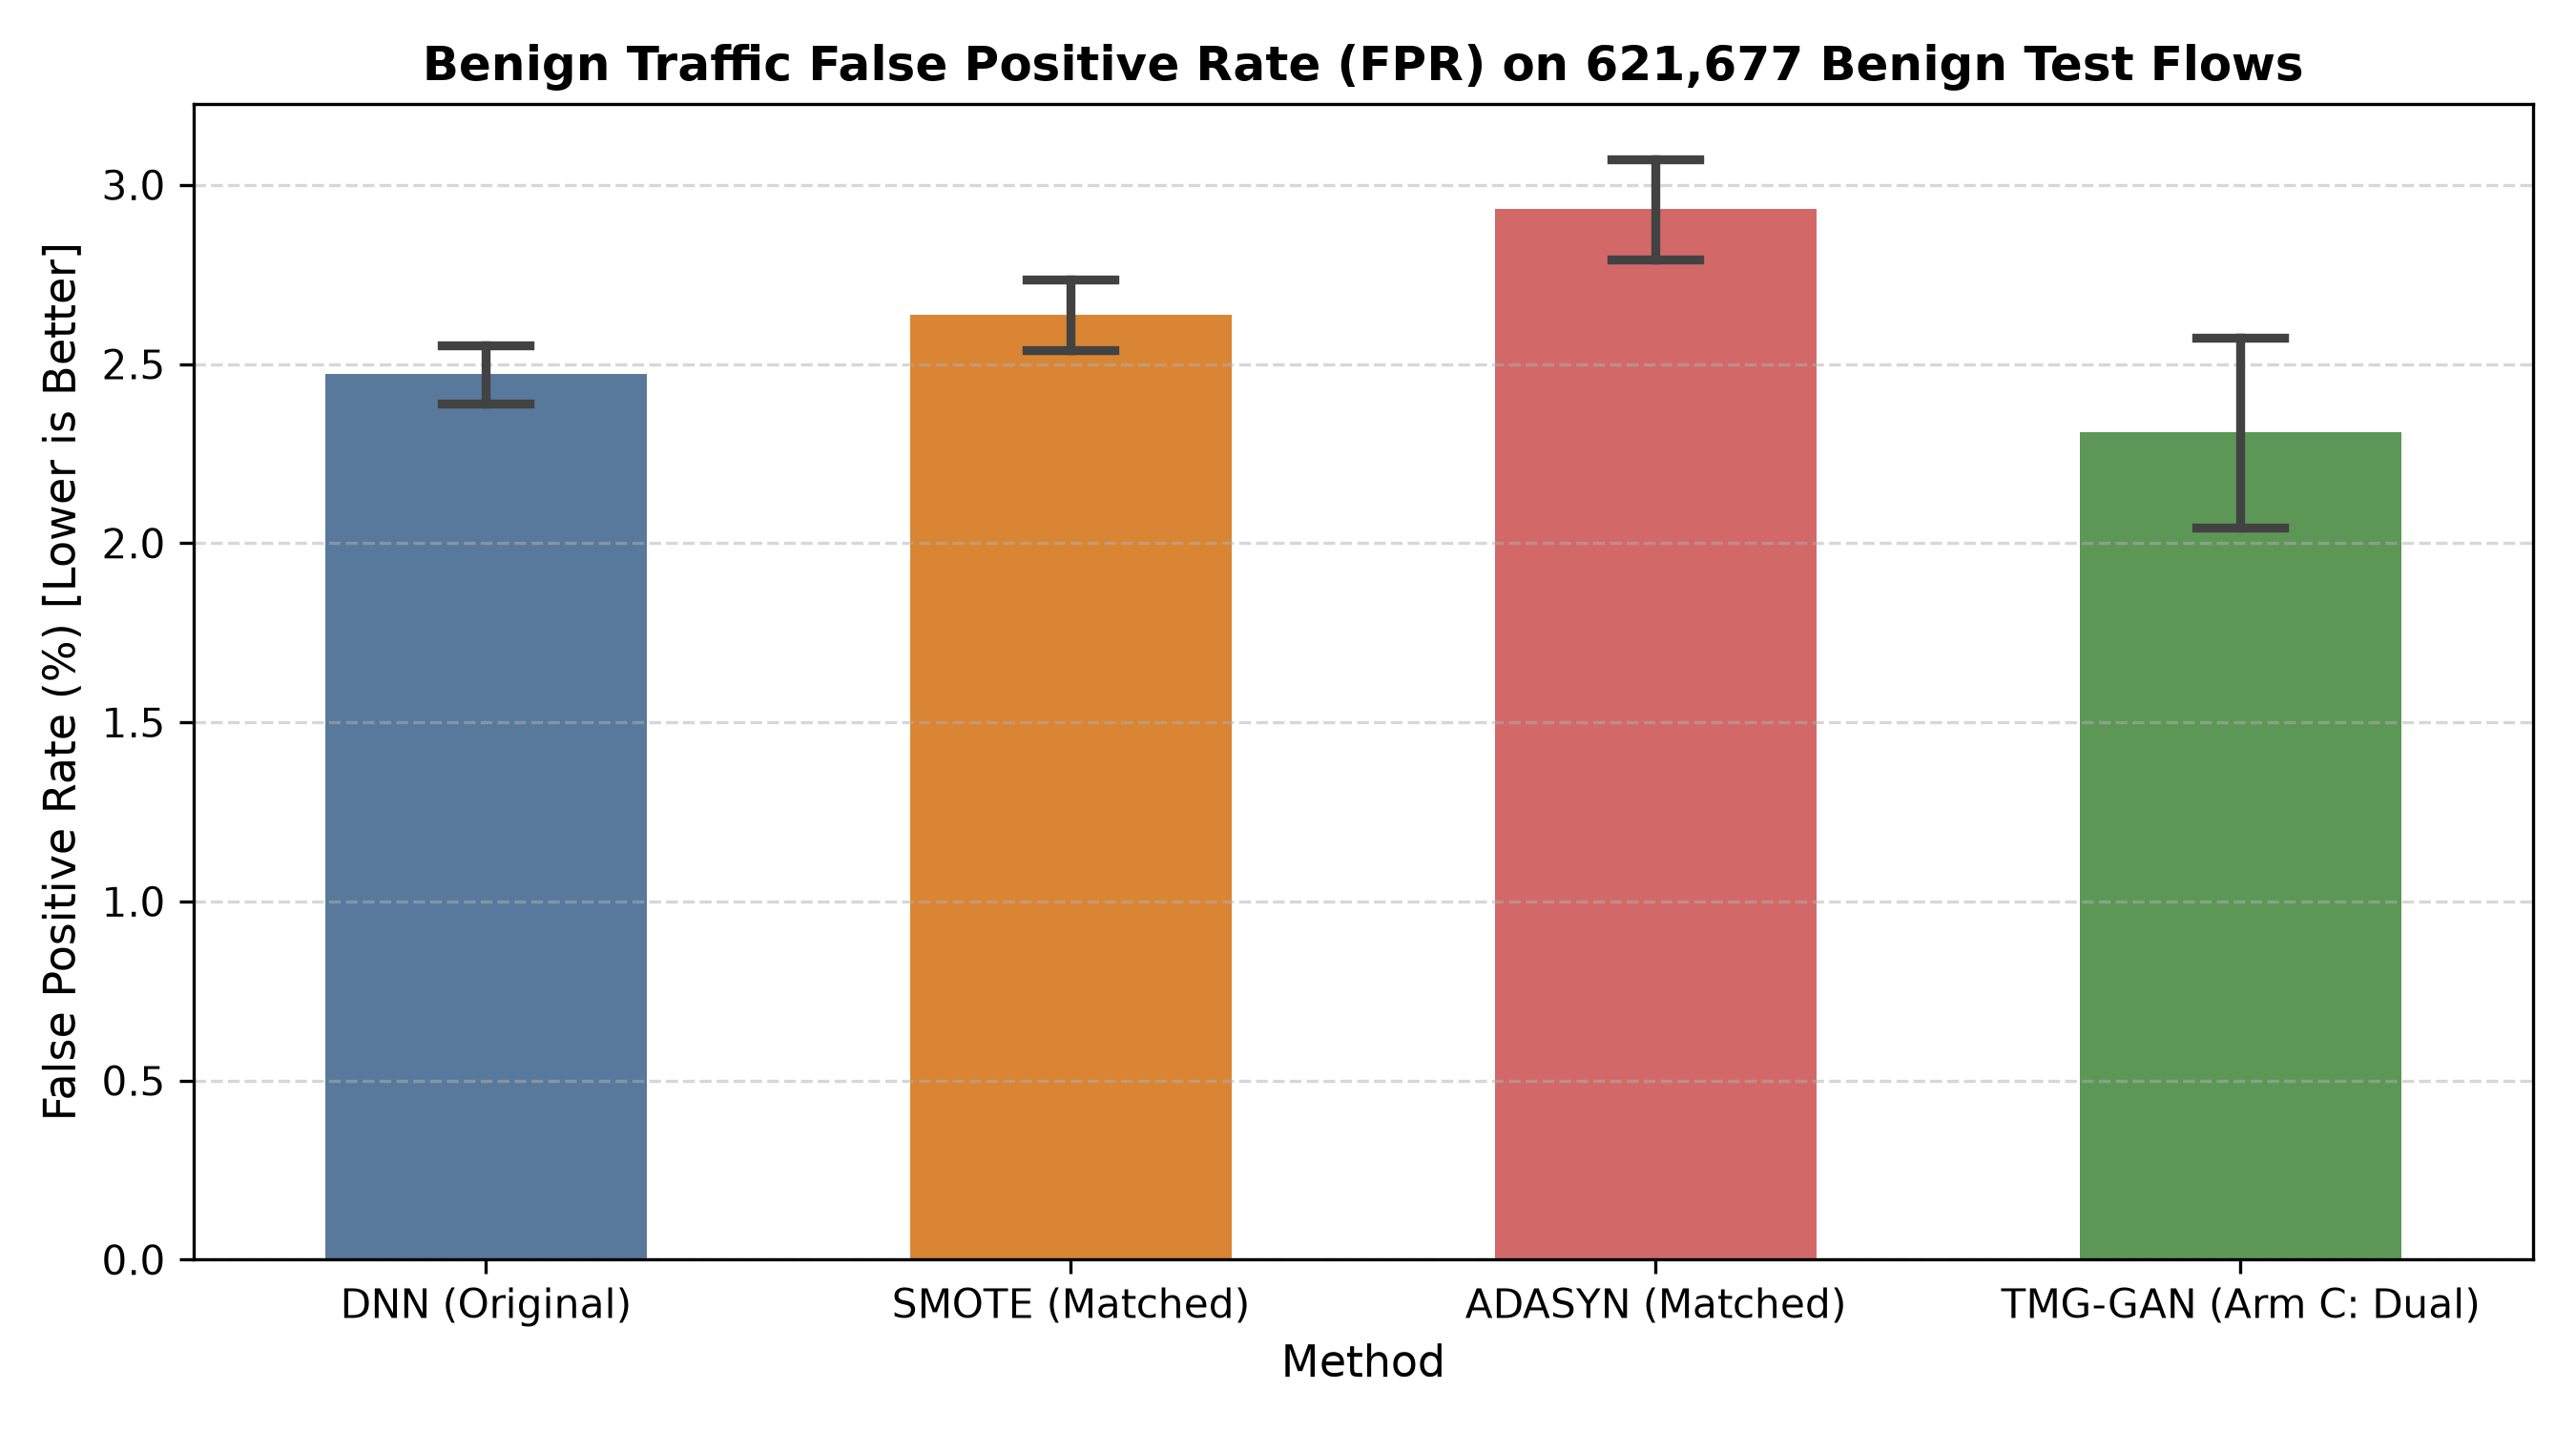 Benign Traffic False Positive Rate (FPR) on 621,677 Benign Test Flows
False Positive Rate (%) [Lower is Better]
3.0
2.5
2.0
1.5
1.0
0.5
0.0
DNN (Original)
SMOTE (Matched)
ADASYN (Matched)
TMG-GAN (Arm C: Dual)
Method